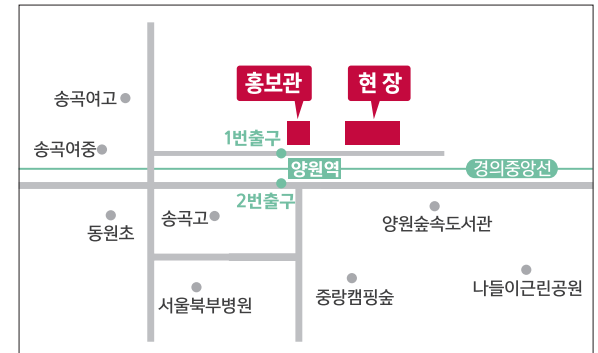 홍보관
현 장
송곡여고
1번출구
송곡여중
양원역
경의중앙선
2번출구
송곡고
동원초
양원숲속도서관
서울북부병원
중랑캠핑숲
나들이근린공원